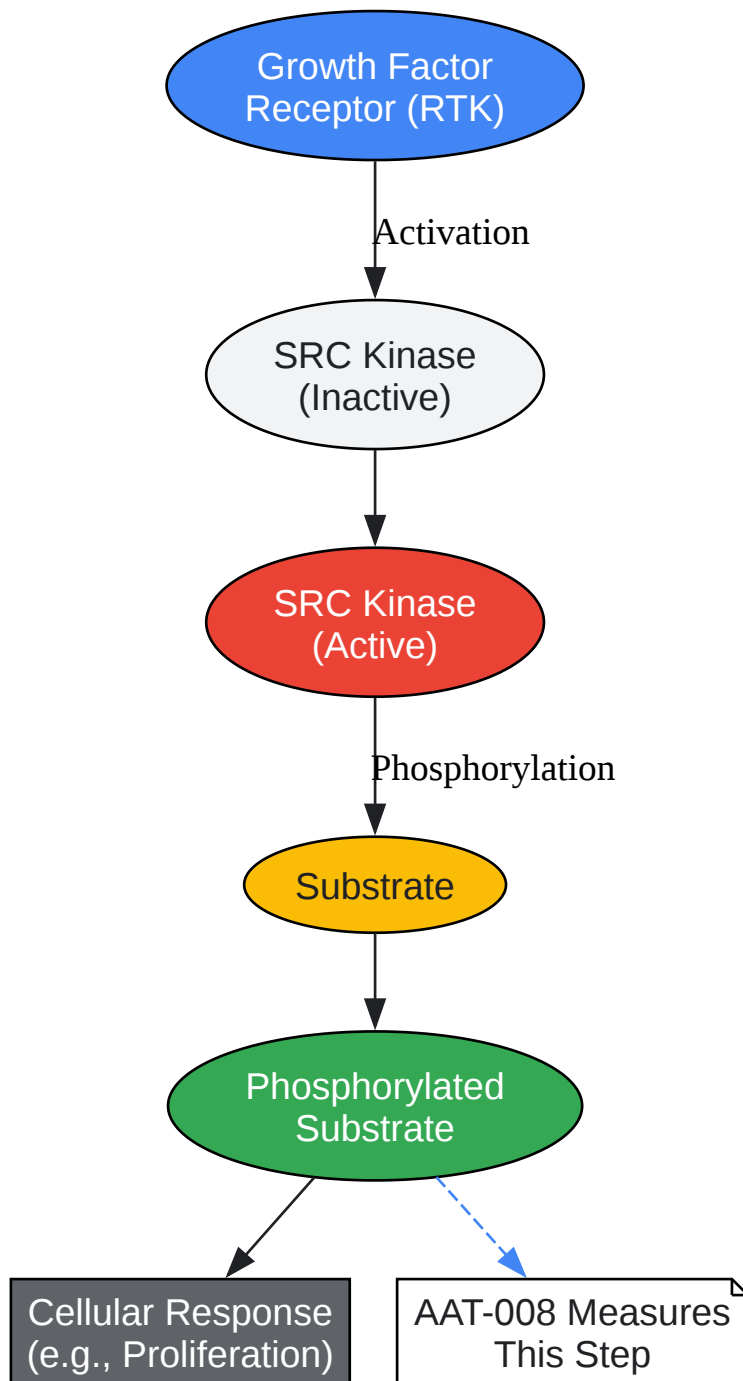 Growth Factor
Receptor (RTK)
Activation
SRC Kinase
(Inactive)
SRC Kinase
(Active)
Phosphorylation
Substrate
Phosphorylated
Substrate
Cellular Response
(e.g., Proliferation)
AAT-008 Measures
This Step